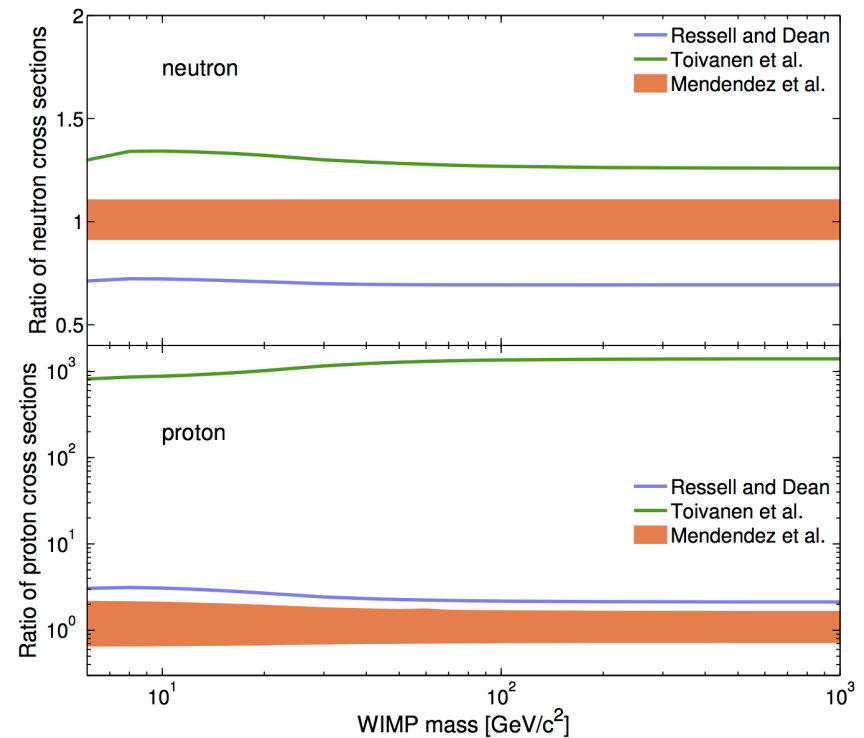 2
Ressell and Dean
neutron
Toivanen et al.
Mendendez et al.
1.5
Ratio of neutron cross sections
1
0.5
10³
Ratio of proton cross sections
proton
10²
Ressell and Dean
Toivanen et al.
10¹
Mendendez et al.
10⁰
10¹ 10² 10³
WIMP mass [GeV/c²]